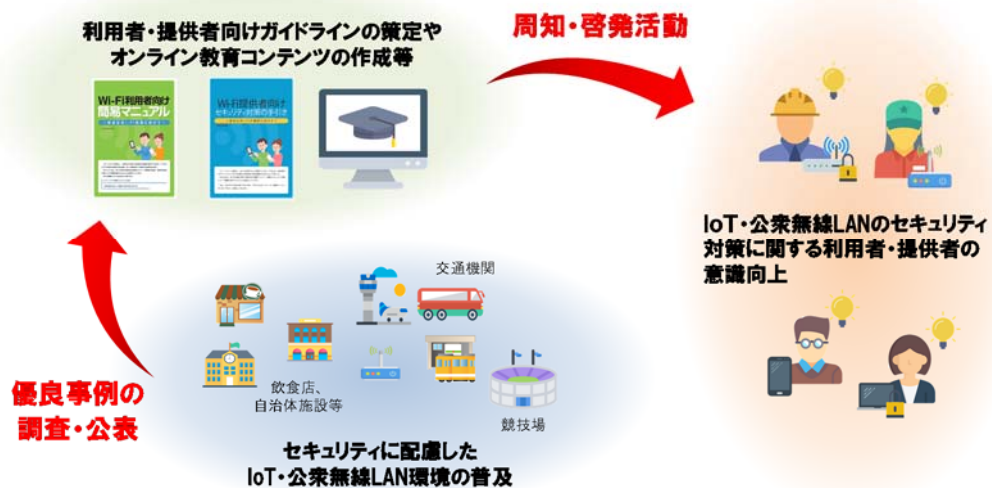 利用者・提供者向けガイドラインの策定や
オンライン教育コンテンツの作成等
周知・啓発活動
Wi-Fi利用者向け
簡易マニュアル
Wi-Fi提供者向け
セキュリティ対策の手引き
IoT・公衆無線LANのセキュリティ
対策に関する利用者・提供者の
意識向上
交通機関
飲食店、
自治体施設等
競技場
優良事例の
調査・公表
セキュリティに配慮した
IoT・公衆無線LAN環境の普及